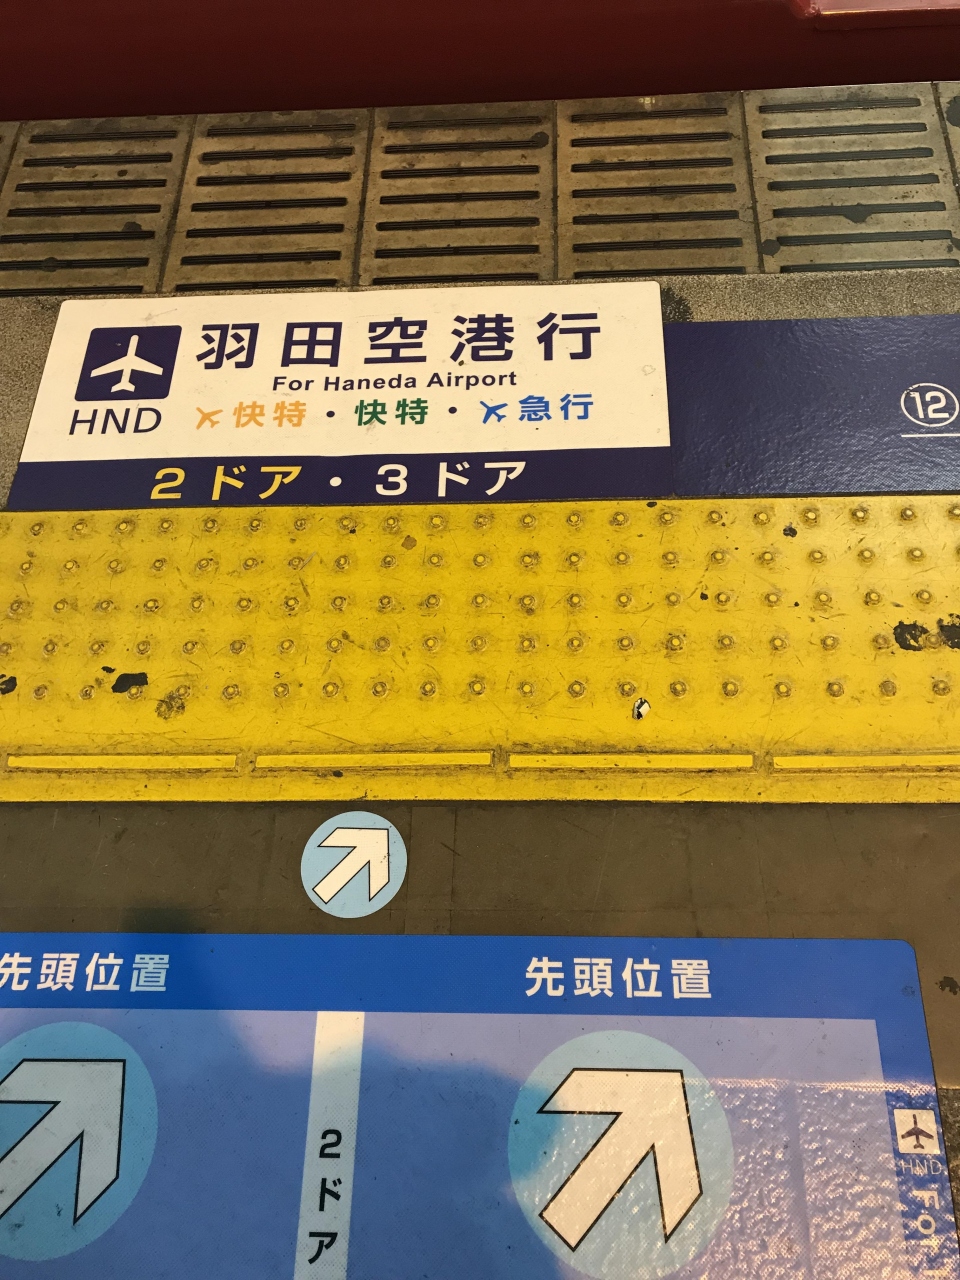 羽田空港行
For Haneda Airport
HND
快特・快特・急行
2ドア・3ドア
⑫
先頭位置
先頭位置
2ドア
HND
For